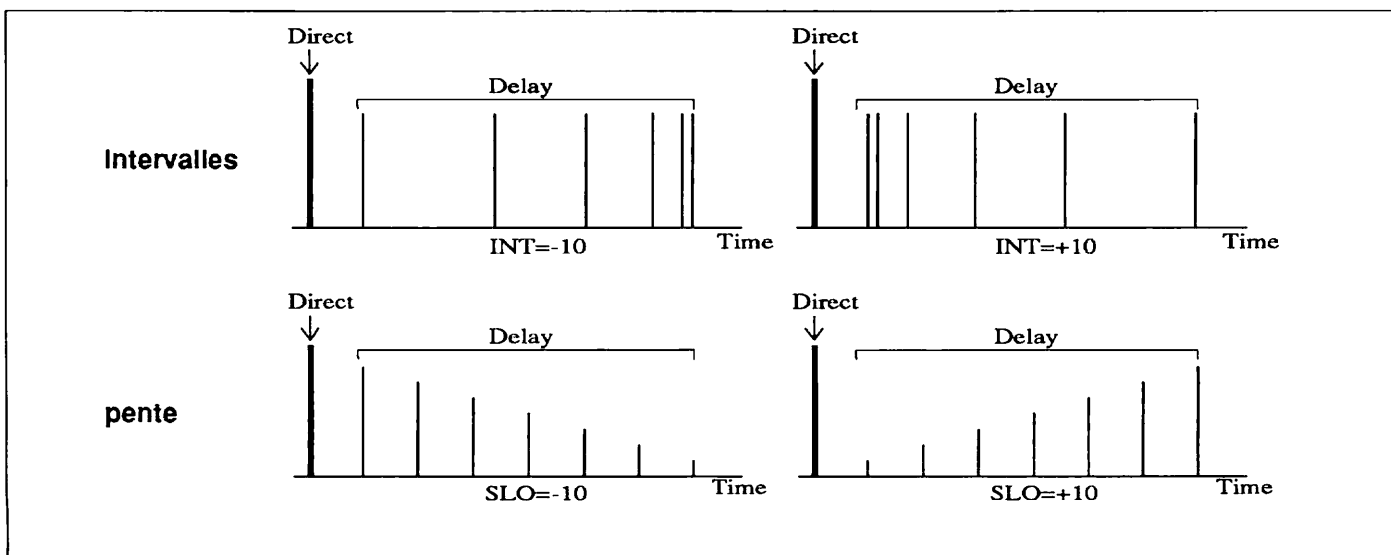 Direct Direct
Delay Delay
Intervalles
INT=-10 Time INT=+10 Time
Direct Direct
Delay Delay
pente
SLO=-10 Time SLO=+10 Time